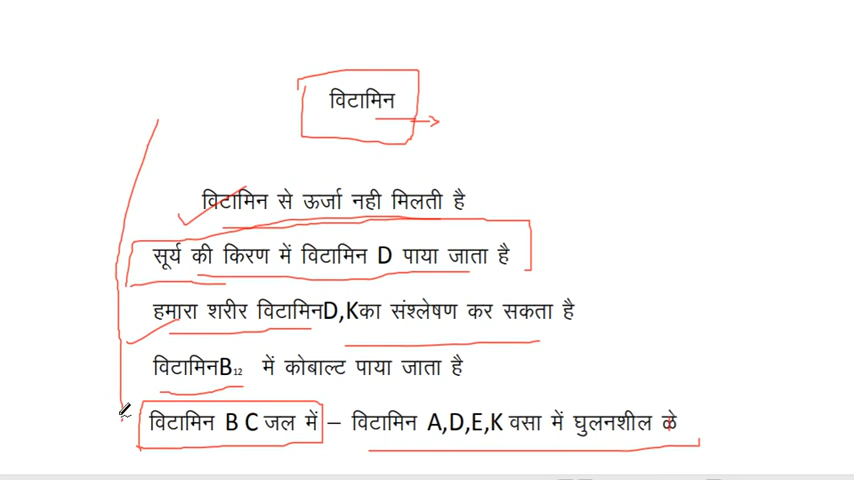 विटामिन
विटामिन से ऊर्जा नही मिलती है
सूर्य की किरण में विटामिन D पाया जाता है
हमारा शरीर विटामिनD,Kका संश्लेषण कर सकता है
विटामिनB₁₂ में कोबाल्ट पाया जाता है
विटामिन B C जल में – विटामिन A,D,E,K वसा में घुलनशील